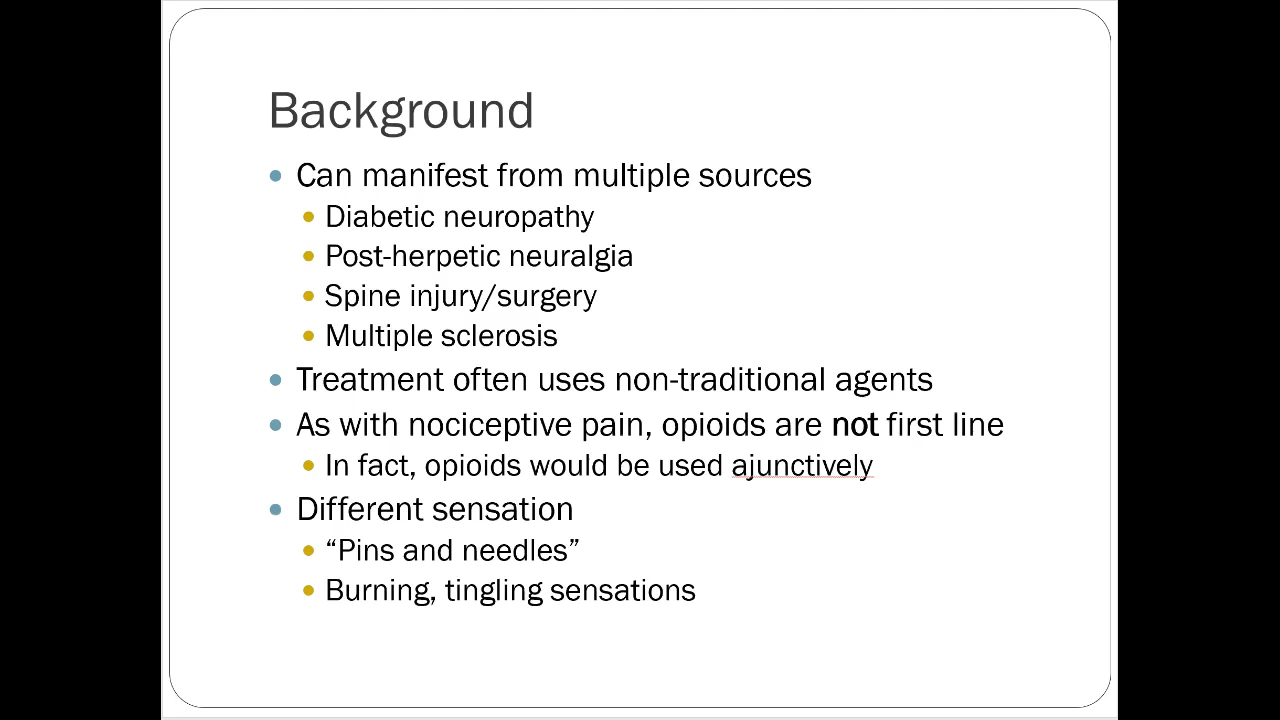 Background
• Can manifest from multiple sources
• Diabetic neuropathy
• Post-herpetic neuralgia
• Spine injury/surgery
• Multiple sclerosis
• Treatment often uses non-traditional agents
• As with nociceptive pain, opioids are not first line
• In fact, opioids would be used ajunctively
• Different sensation
• “Pins and needles”
• Burning, tingling sensations